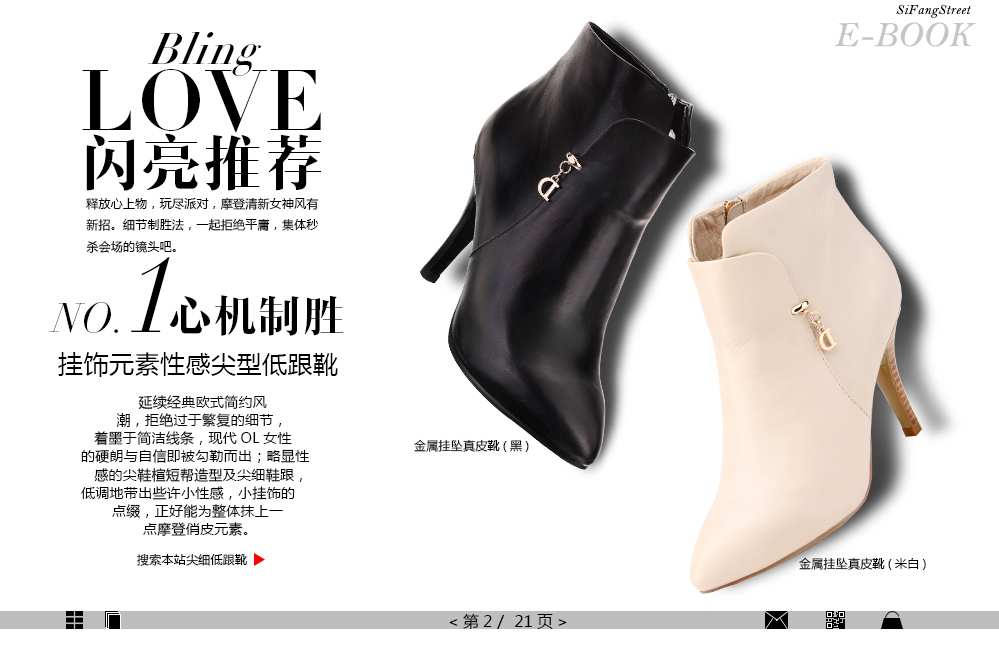 SiFangStreet
E-BOOK
Bling
LOVE
闪亮推荐
释放心上物，玩尽派对，摩登清新女神风有
新招。细节制胜法，一起拒绝平庸，集体秒
杀会场的镜头吧。
NO.1心机制胜
挂饰元素性感尖型低跟靴
延续经典欧式简约风
潮，拒绝过于繁复的细节，
着墨于简洁线条，现代 OL 女性
的硬朗与自信即被勾勒而出；略显性
感的尖鞋楦短帮造型及尖细鞋跟，
低调地带出些许小性感，小挂饰的
点缀，正好能为整体抹上一
点摩登俏皮元素。
搜索本站尖细低跟靴
金属挂坠真皮靴 ( 黑 )
D
D
金属挂坠真皮靴 ( 米白 )
< 第 2 / 21 页 >